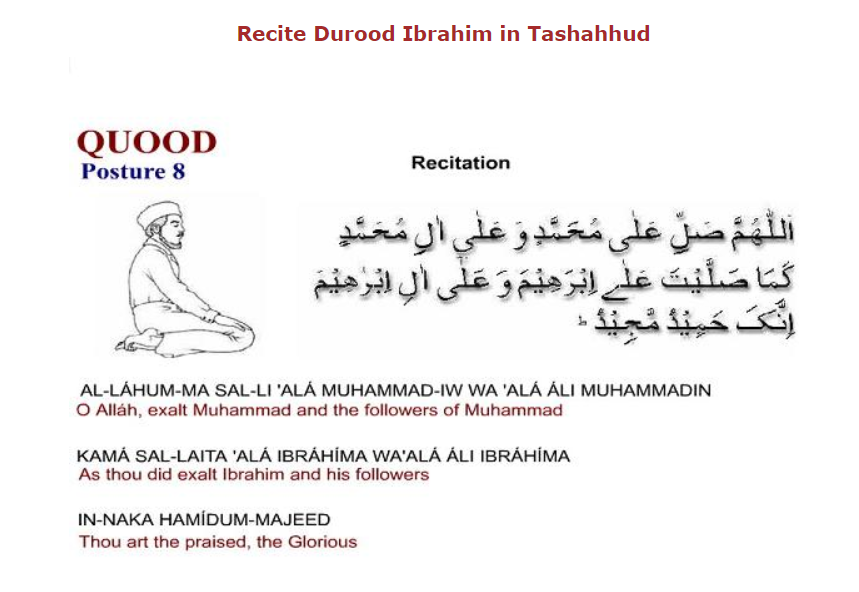 Recite Durood Ibrahim in Tashahhud
QUOOD
Posture 8
Recitation
اَللّٰهُمَّ صَلِّ عَلٰى مُحَمَّدٍ وَ عَلٰى اٰلِ مُحَمَّدٍ
كَمَا صَلَّيْتَ عَلٰے اِبْرَهِيْمَ وَ عَلٰى اٰلِ اِبْرٰهِيْمَ
اِنَّکَ حَمِيْدٌ مَّجِيْدٌ ؕ
AL-LÁHUM-MA SAL-LI 'ALÁ MUHAMMAD-IW WA 'ALÁ ÁLI MUHAMMADIN
O Alláh, exalt Muhammad and the followers of Muhammad
KAMÁ SAL-LAITA 'ALÁ IBRÁHÍMA WA'ALÁ ÁLI IBRÁHÍMA
As thou did exalt Ibrahim and his followers
IN-NAKA HAMÍDUM-MAJEED
Thou art the praised, the Glorious